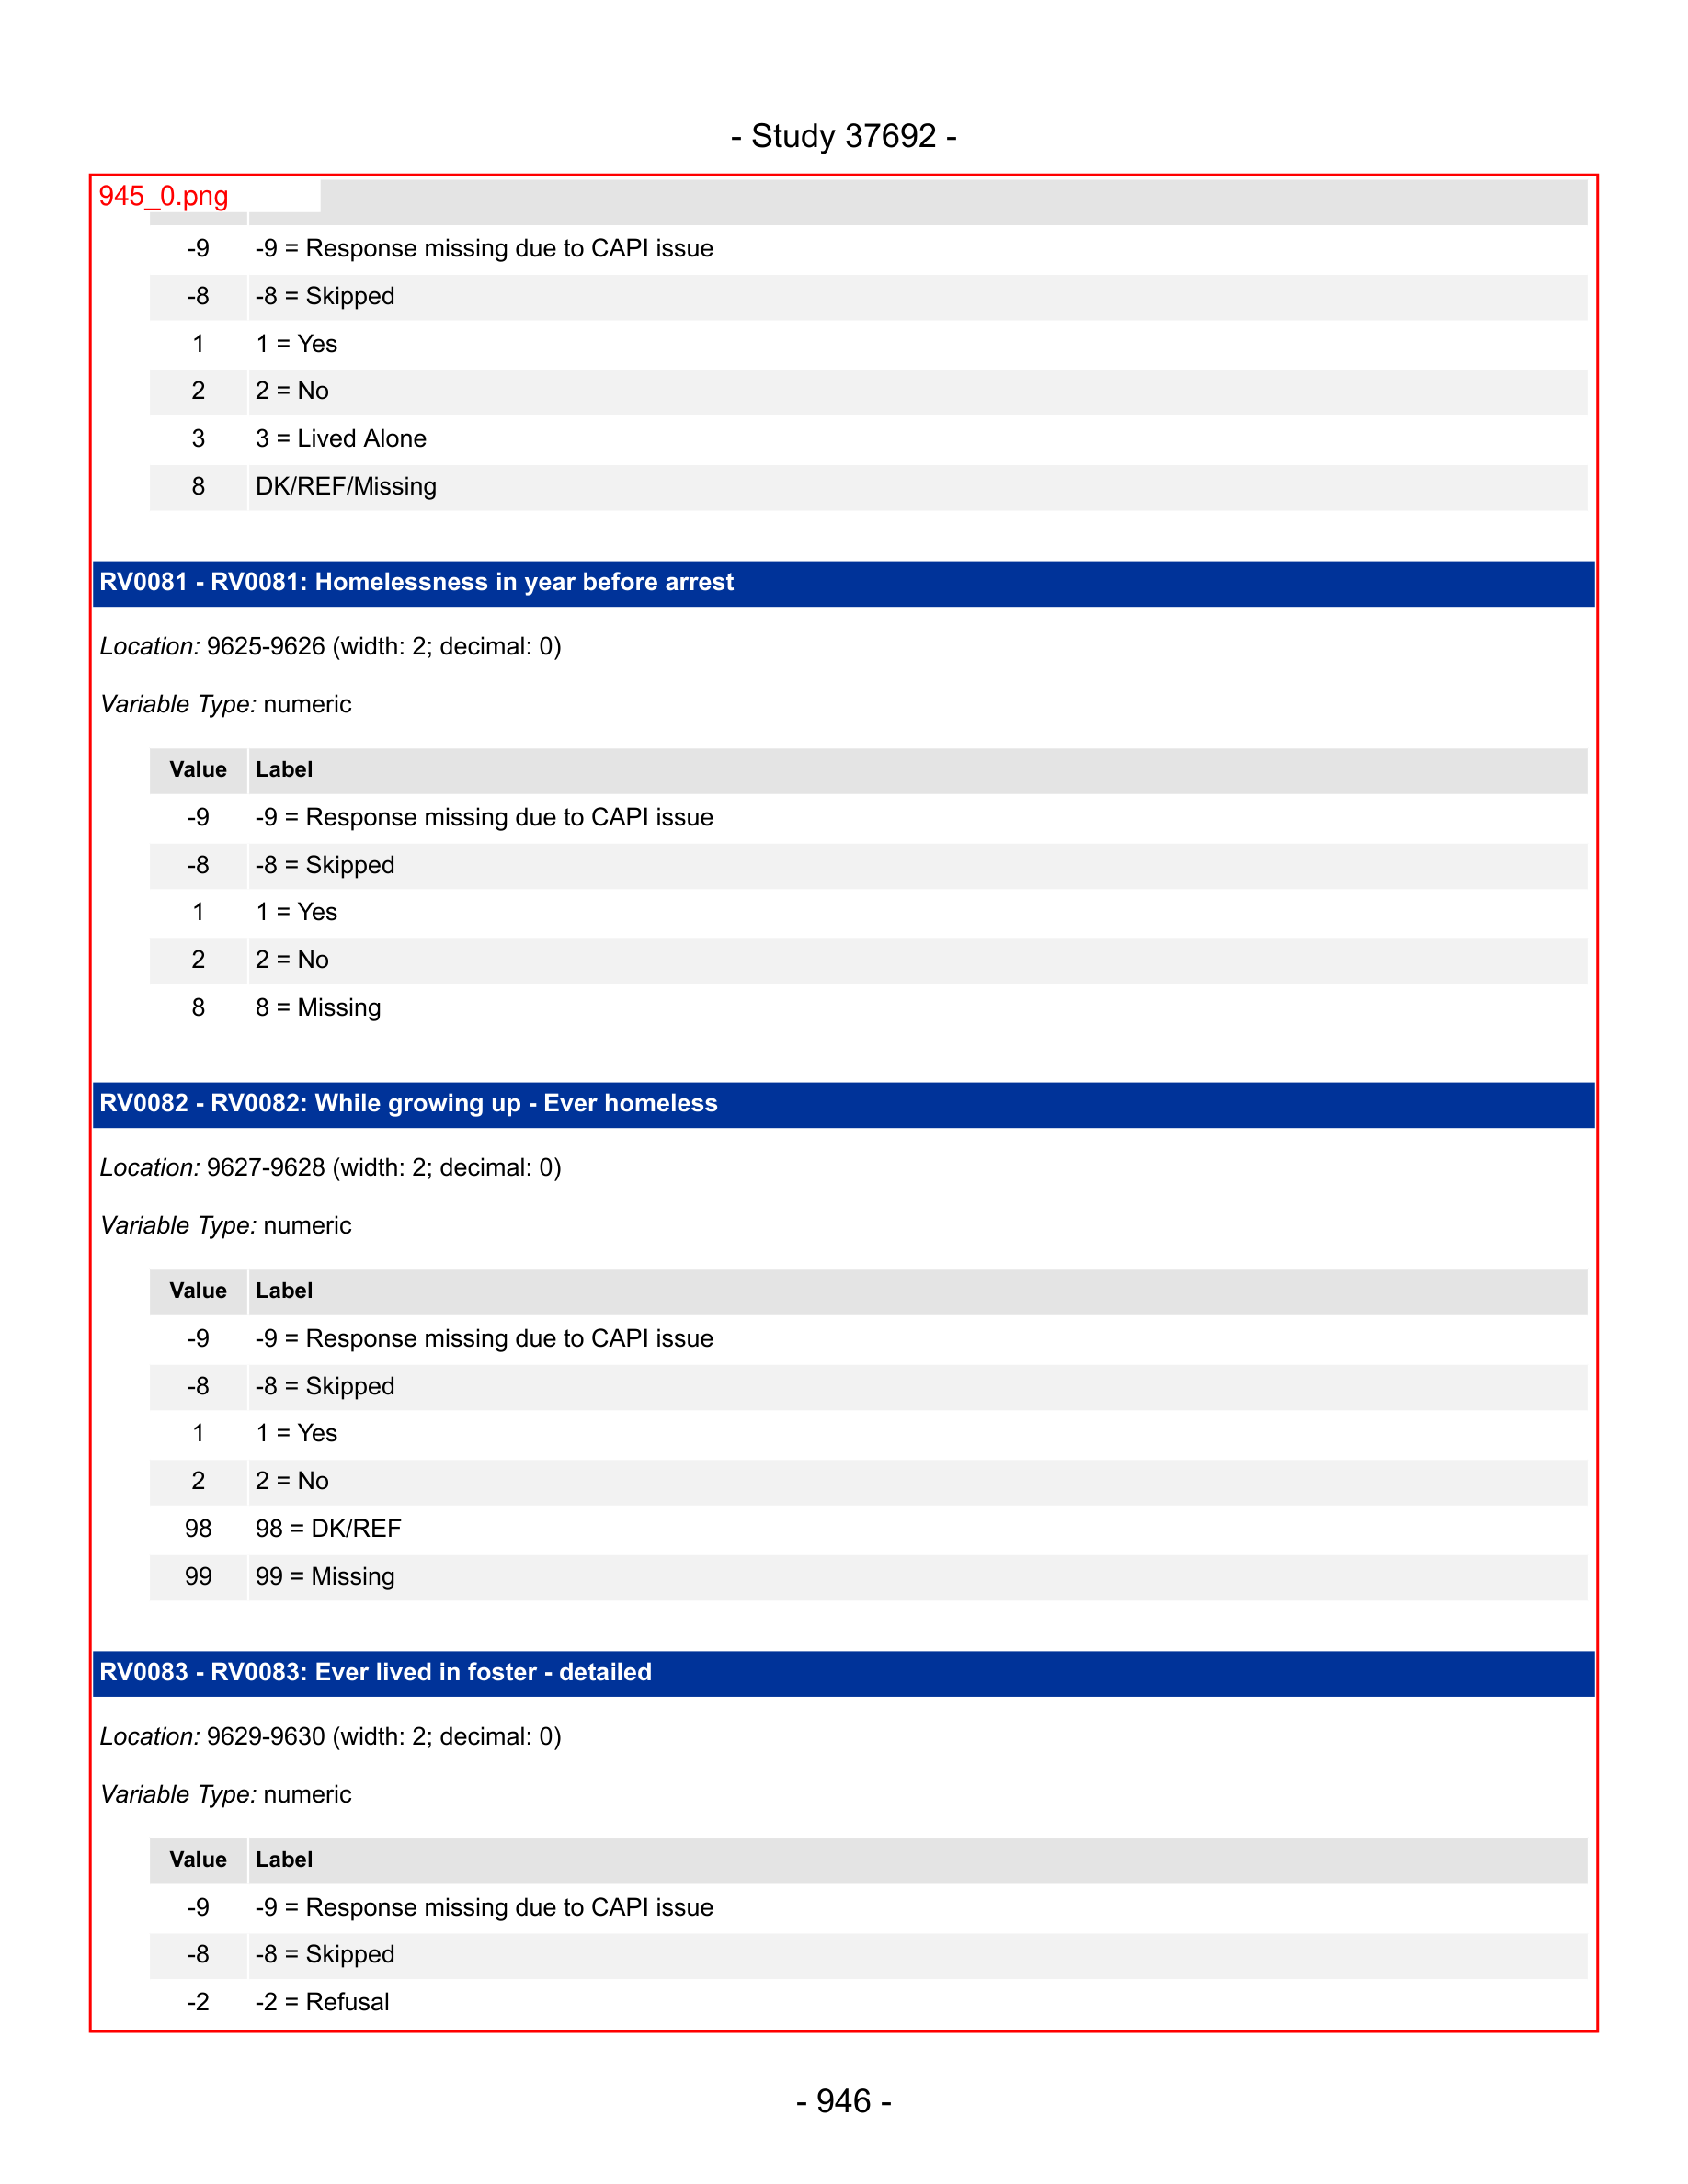 - Study 37692 -
945_0.png
-9 -9 = Response missing due to CAPI issue
-8 -8 = Skipped
1 1 = Yes
2 2 = No
3 3 = Lived Alone
8 DK/REF/Missing
RV0081 - RV0081: Homelessness in year before arrest
Location: 9625-9626 (width: 2; decimal: 0)
Variable Type: numeric
Value Label
-9 -9 = Response missing due to CAPI issue
-8 -8 = Skipped
1 1 = Yes
2 2 = No
8 8 = Missing
RV0082 - RV0082: While growing up - Ever homeless
Location: 9627-9628 (width: 2; decimal: 0)
Variable Type: numeric
Value Label
-9 -9 = Response missing due to CAPI issue
-8 -8 = Skipped
1 1 = Yes
2 2 = No
98 98 = DK/REF
99 99 = Missing
RV0083 - RV0083: Ever lived in foster - detailed
Location: 9629-9630 (width: 2; decimal: 0)
Variable Type: numeric
Value Label
-9 -9 = Response missing due to CAPI issue
-8 -8 = Skipped
-2 -2 = Refusal
- 946 -